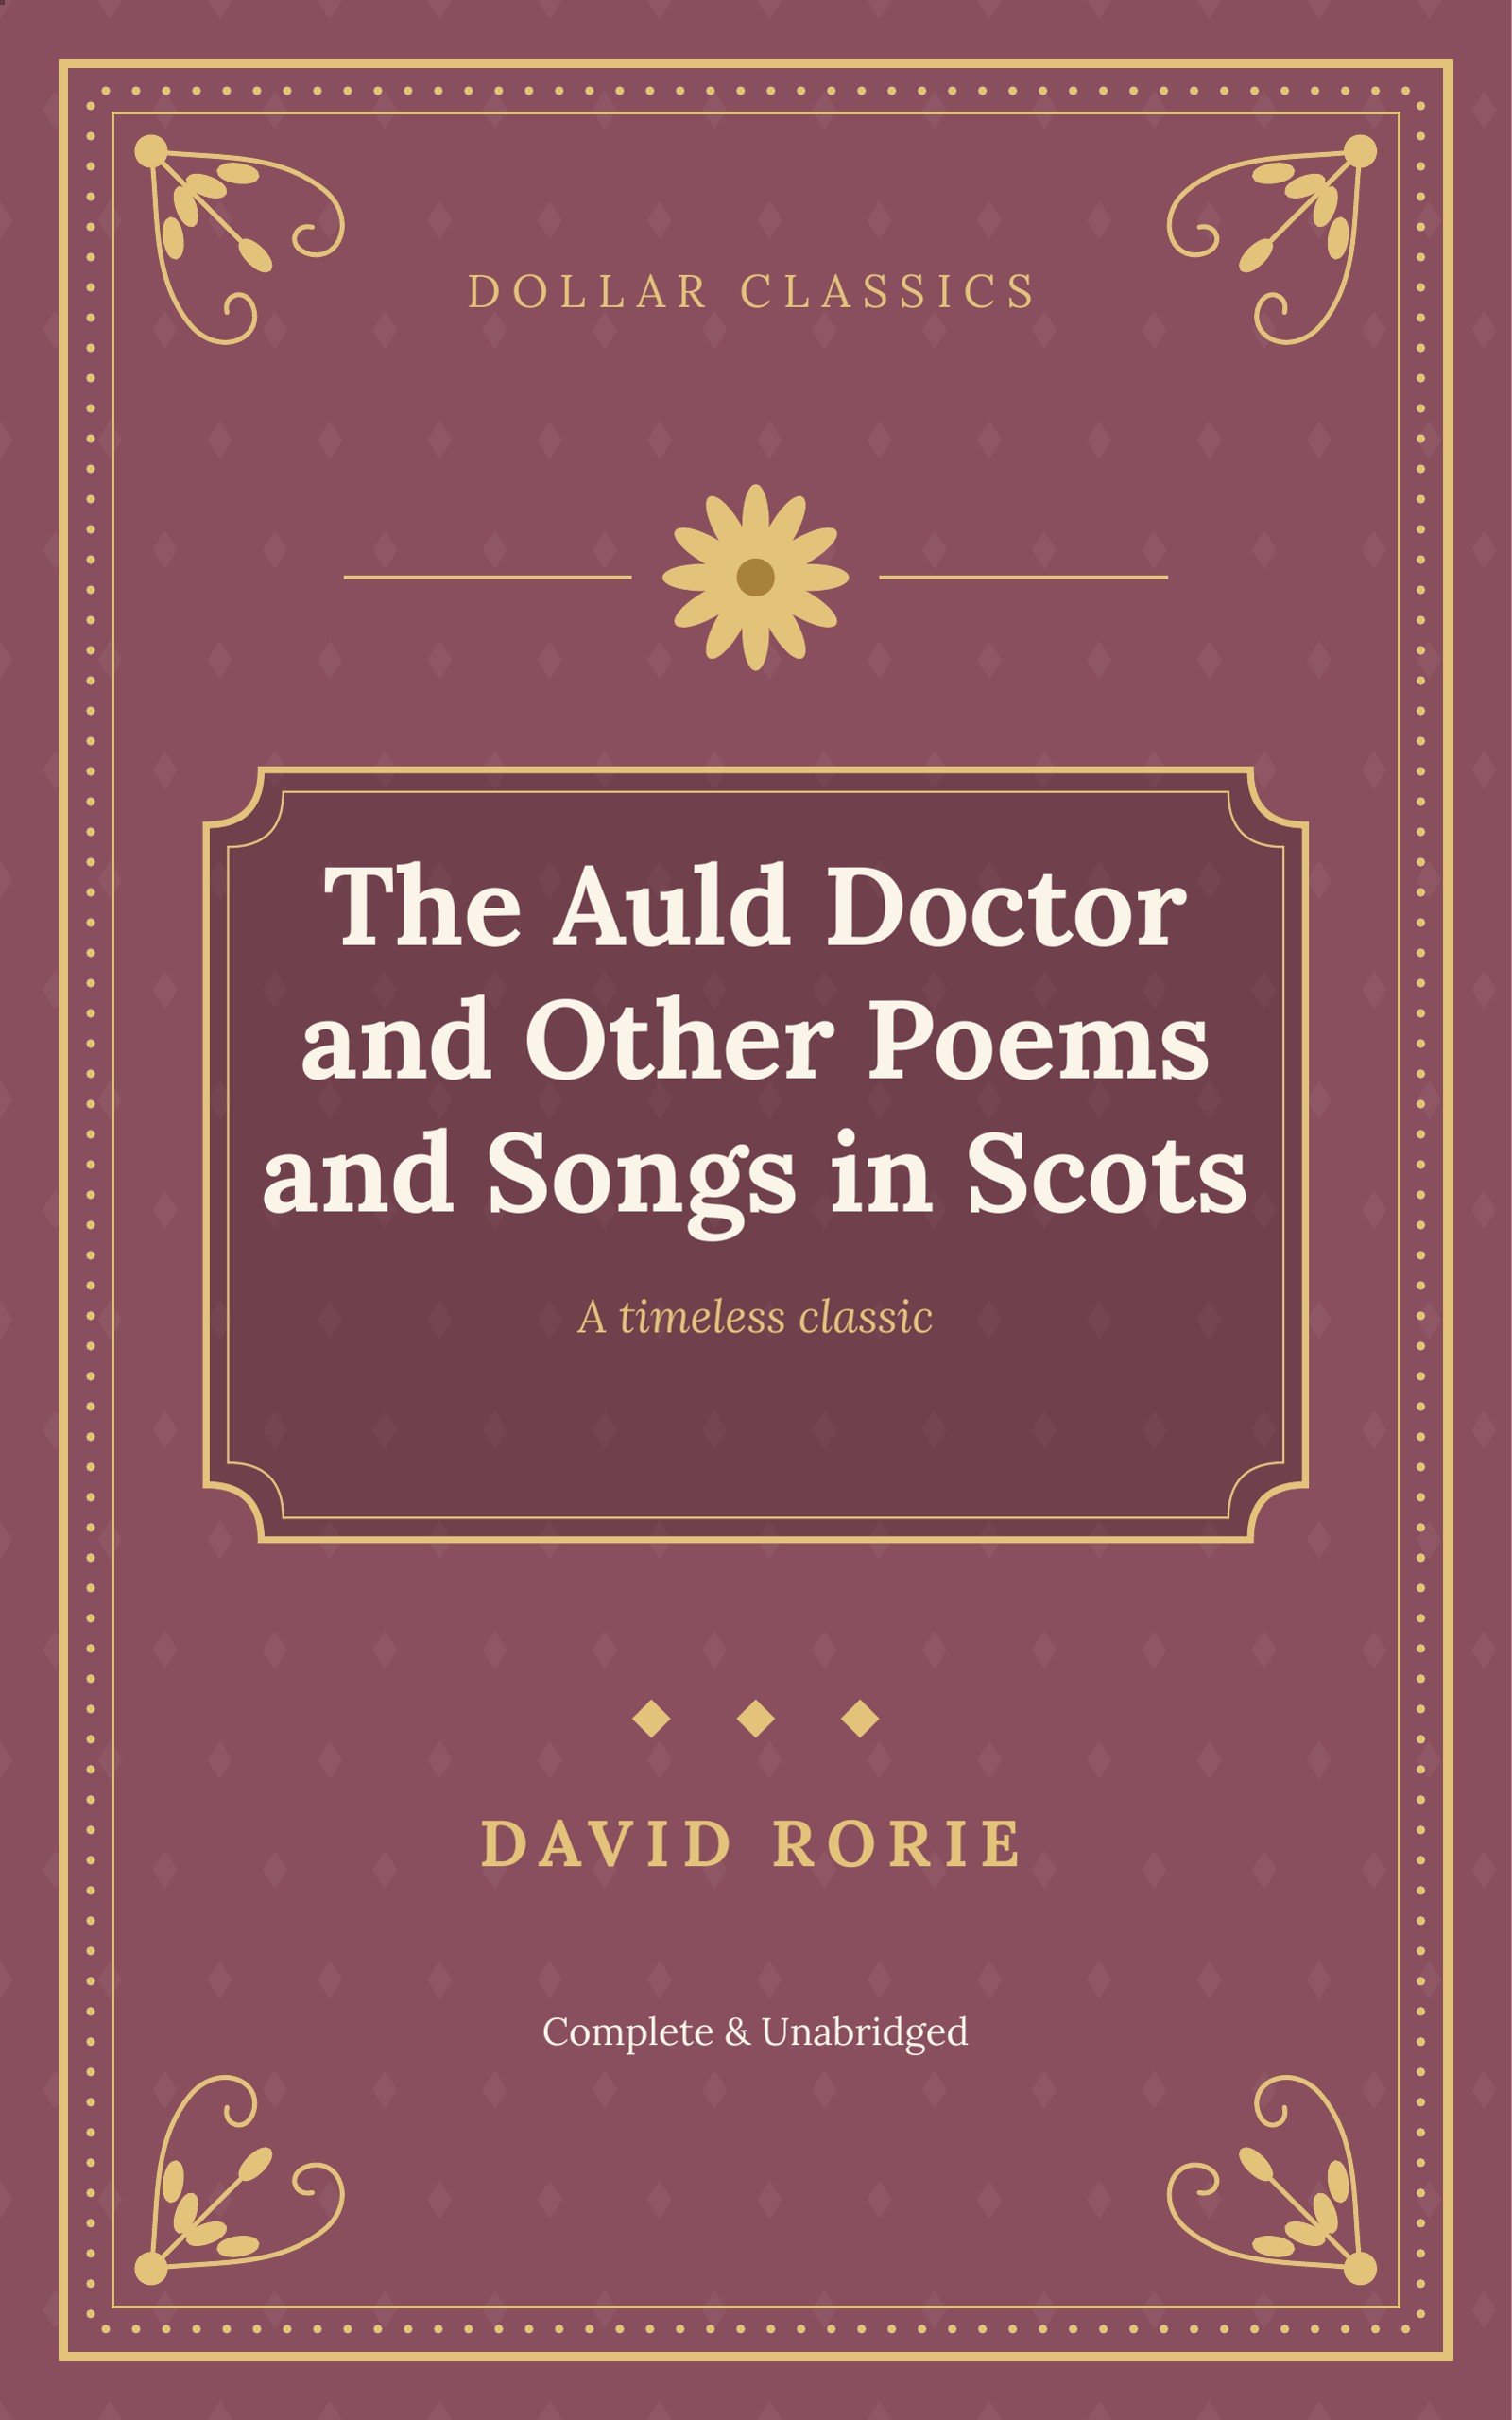 DOLLAR CLASSICS
The Auld Doctor
and Other Poems
and Songs in Scots
A timeless classic
DAVID RORIE
Complete & Unabridged